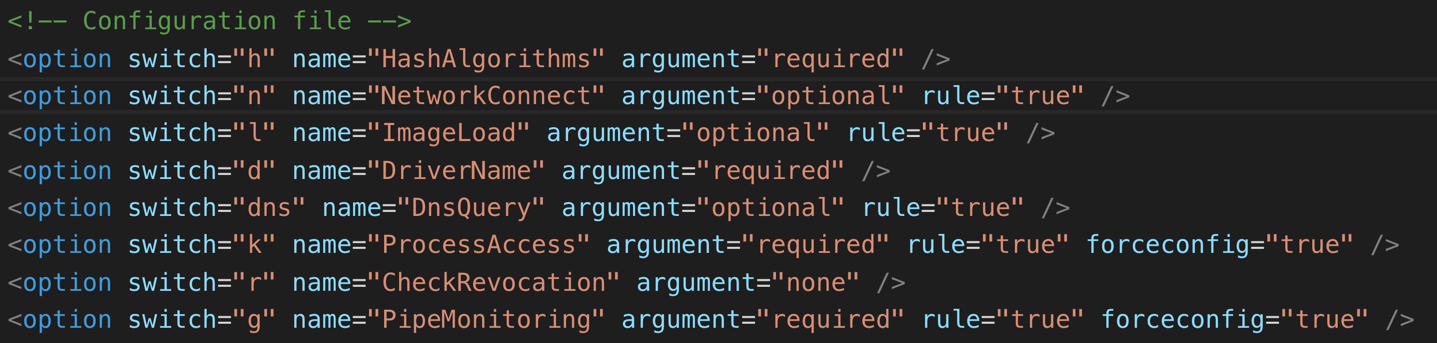 <!-- Configuration file -->
<option switch="h" name="HashAlgorithms" argument="required" />
<option switch="n" name="NetworkConnect" argument="optional" rule="true" />
<option switch="l" name="ImageLoad" argument="optional" rule="true" />
<option switch="d" name="DriverName" argument="required" />
<option switch="dns" name="DnsQuery" argument="optional" rule="true" />
<option switch="k" name="ProcessAccess" argument="required" rule="true" forceconfig="true" />
<option switch="r" name="CheckRevocation" argument="none" />
<option switch="g" name="PipeMonitoring" argument="required" rule="true" forceconfig="true" />